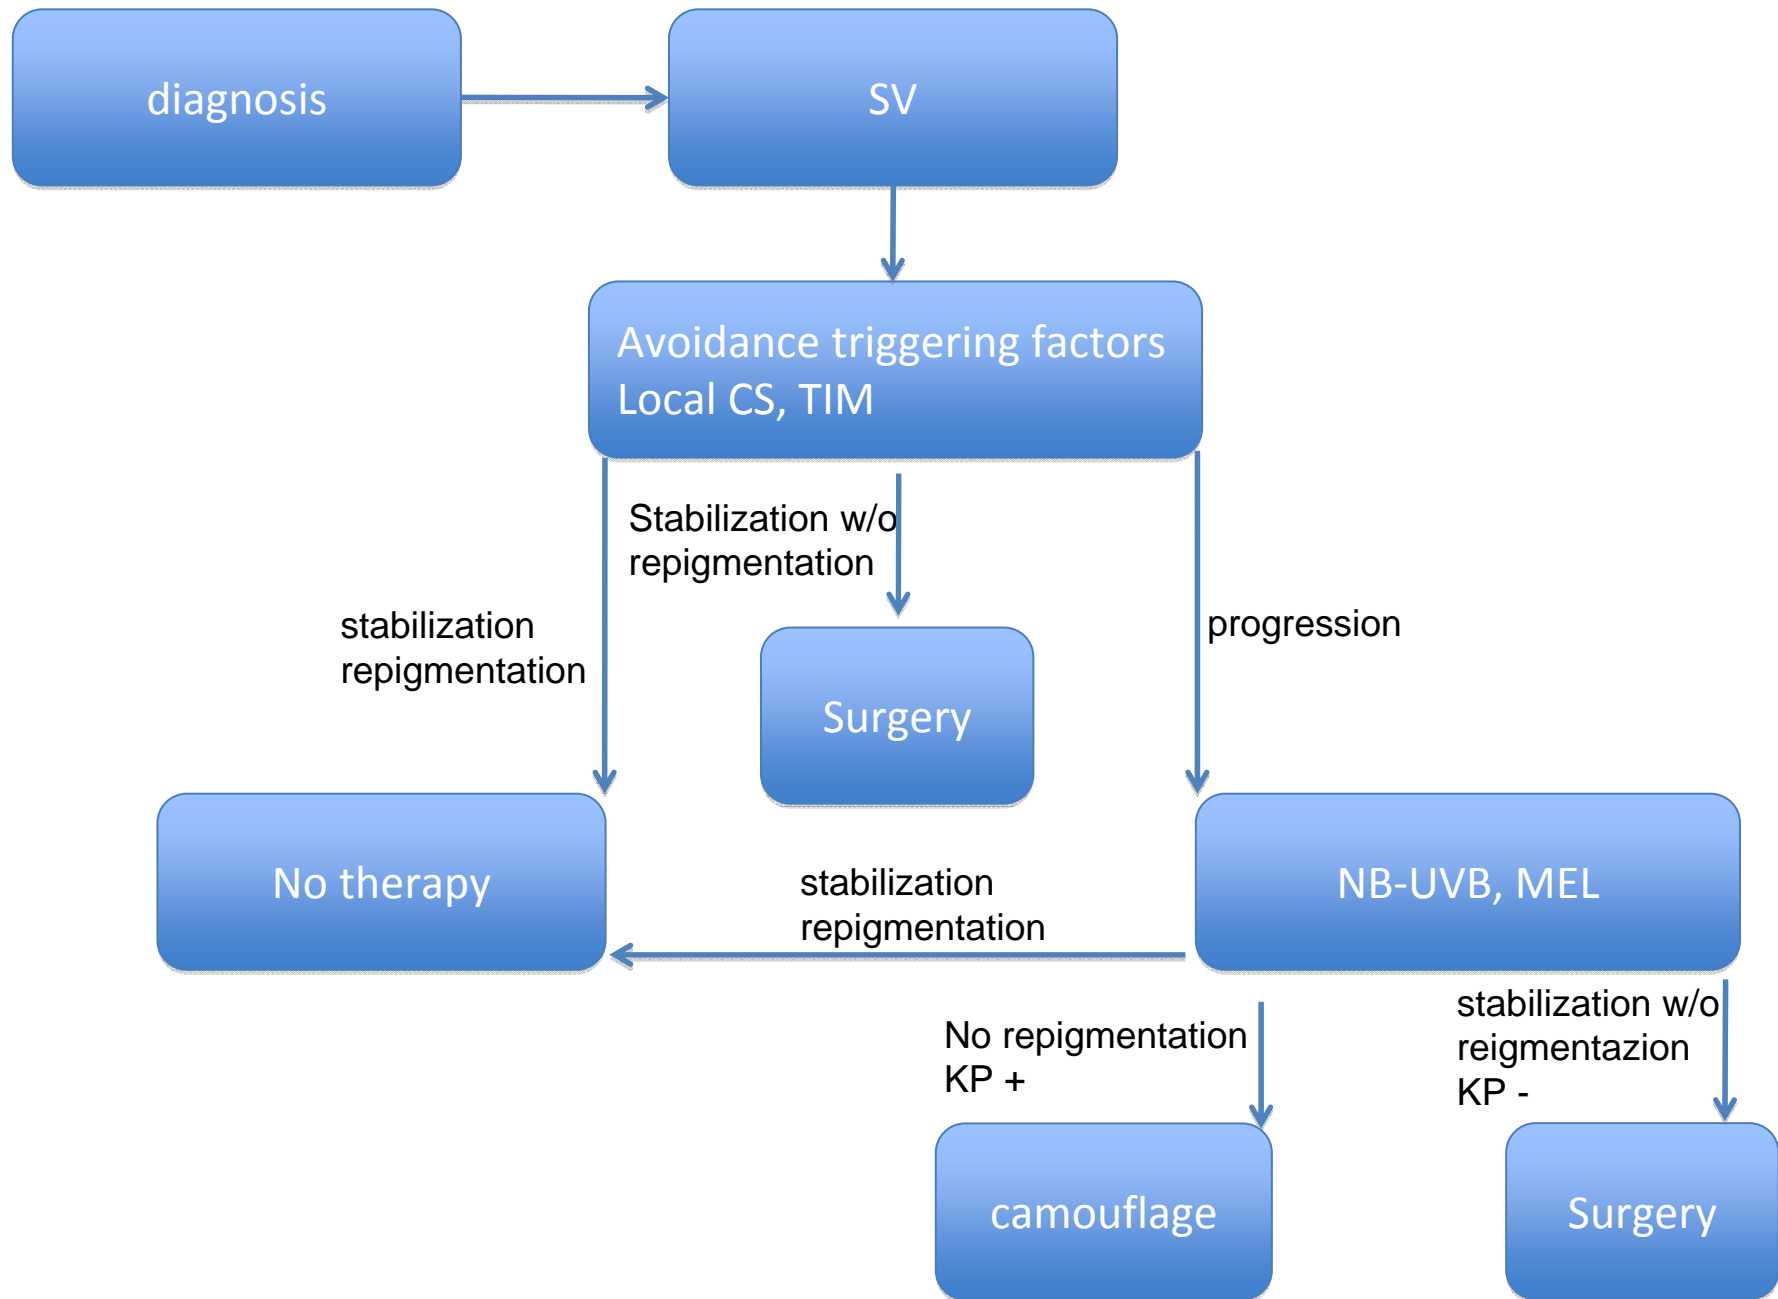 diagnosis
SV
Avoidance triggering factors
Local CS, TIM
Stabilization w/o
repigmentation
stabilization
repigmentation
progression
Surgery
No therapy
stabilization
repigmentation
NB-UVB, MEL
No repigmentation
KP +
stabilization w/o
reigmentazion
KP -
camouflage
Surgery